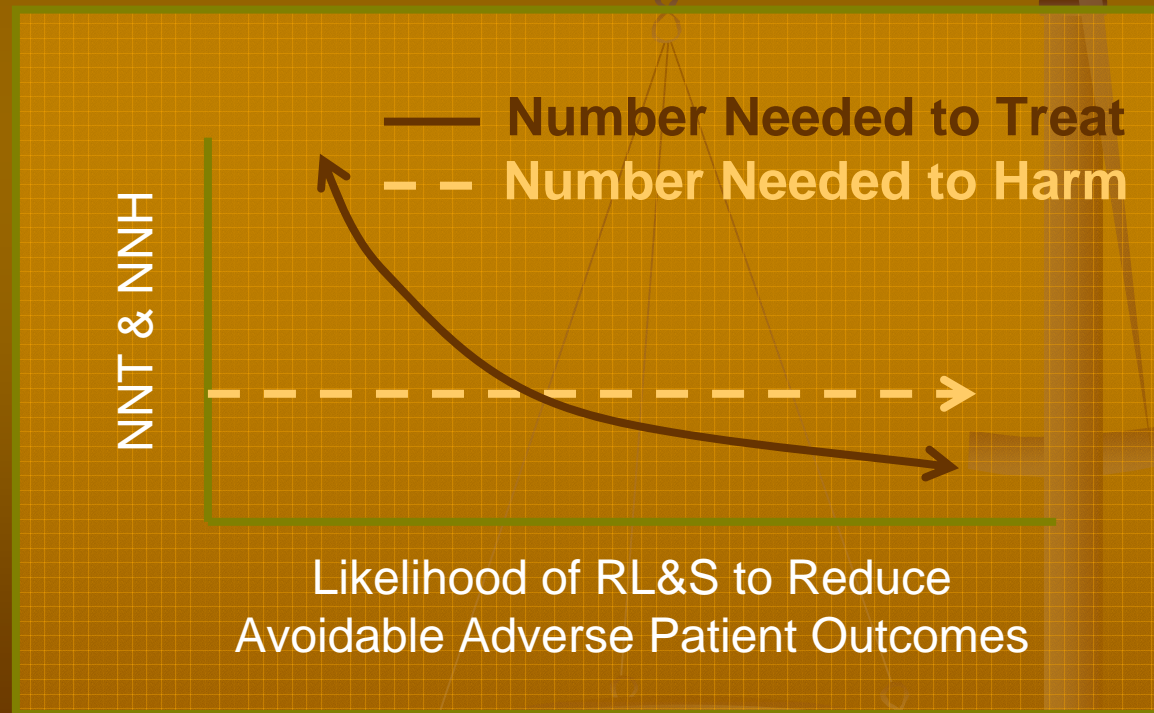 Number Needed to Treat
Number Needed to Harm
NNT & NNH
Likelihood of RL&S to Reduce
Avoidable Adverse Patient Outcomes